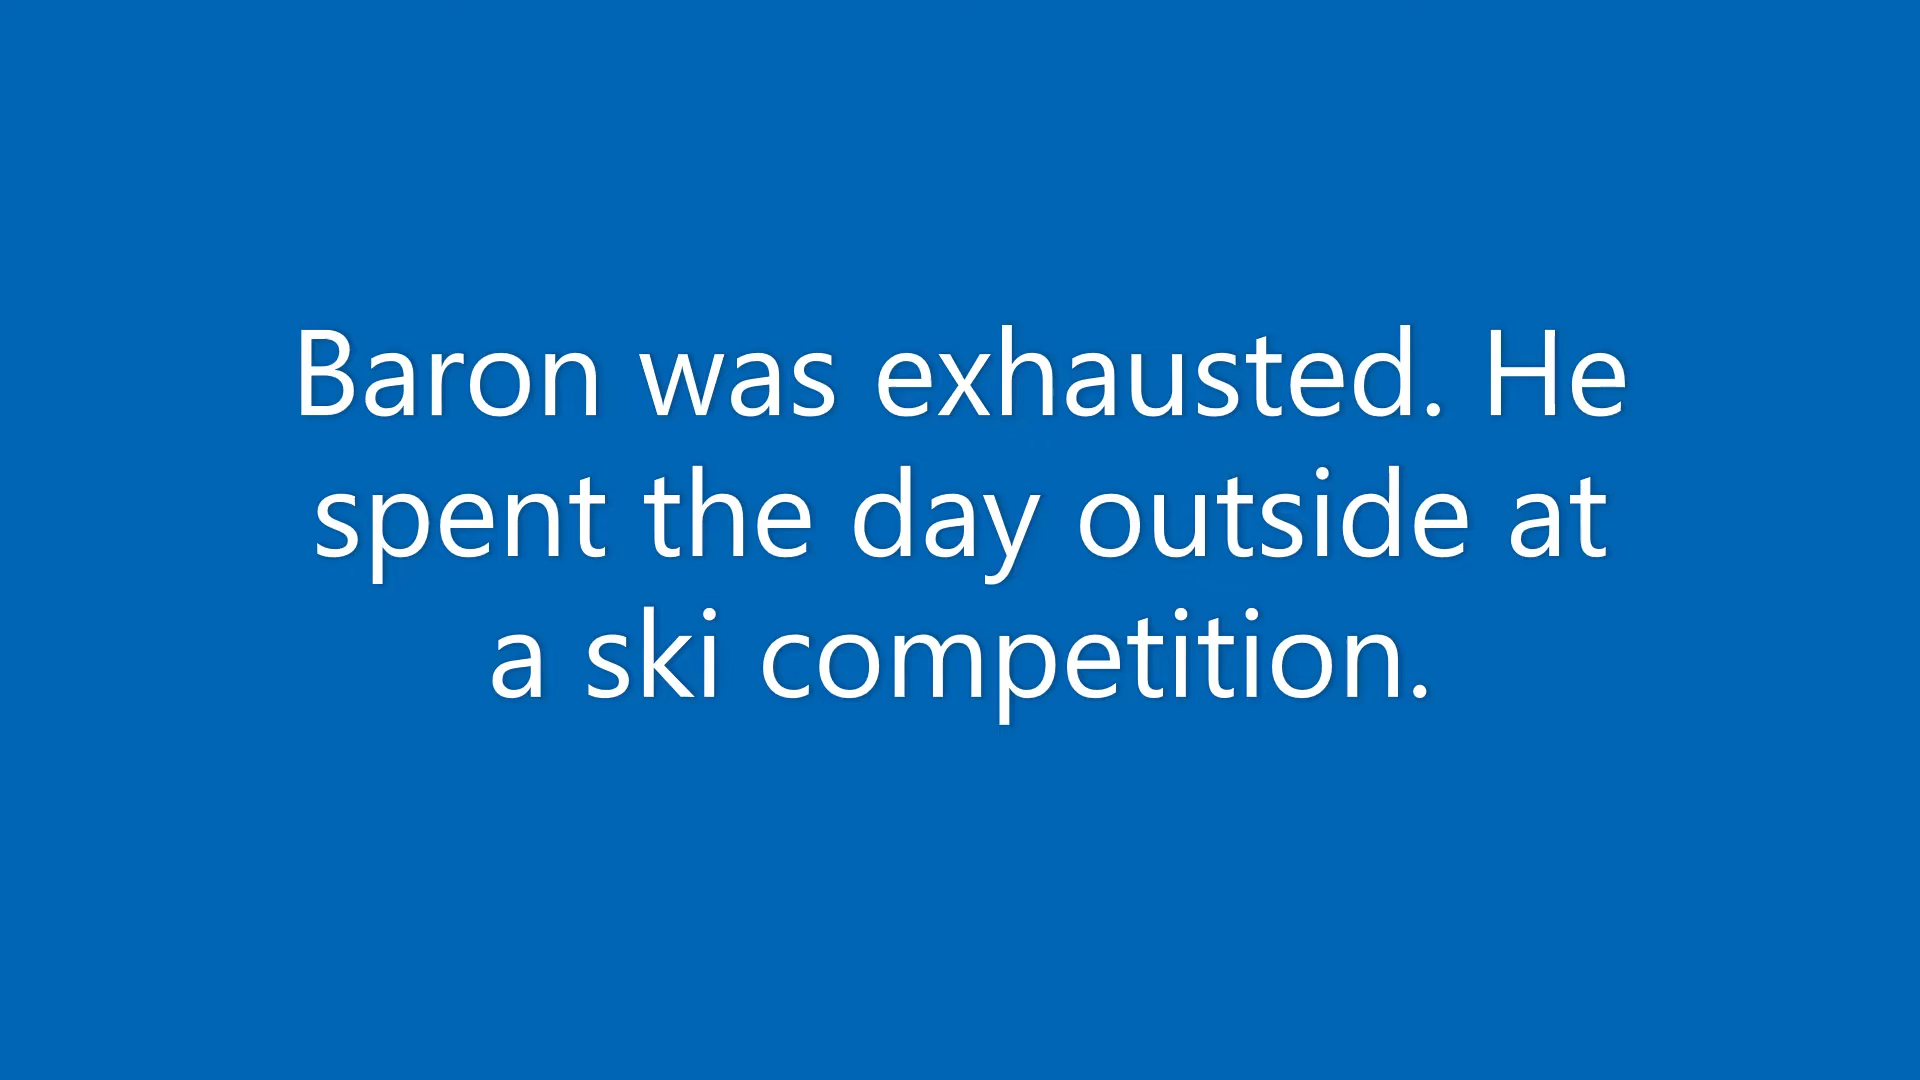 Baron was exhausted. He
spent the day outside at
a ski competition.